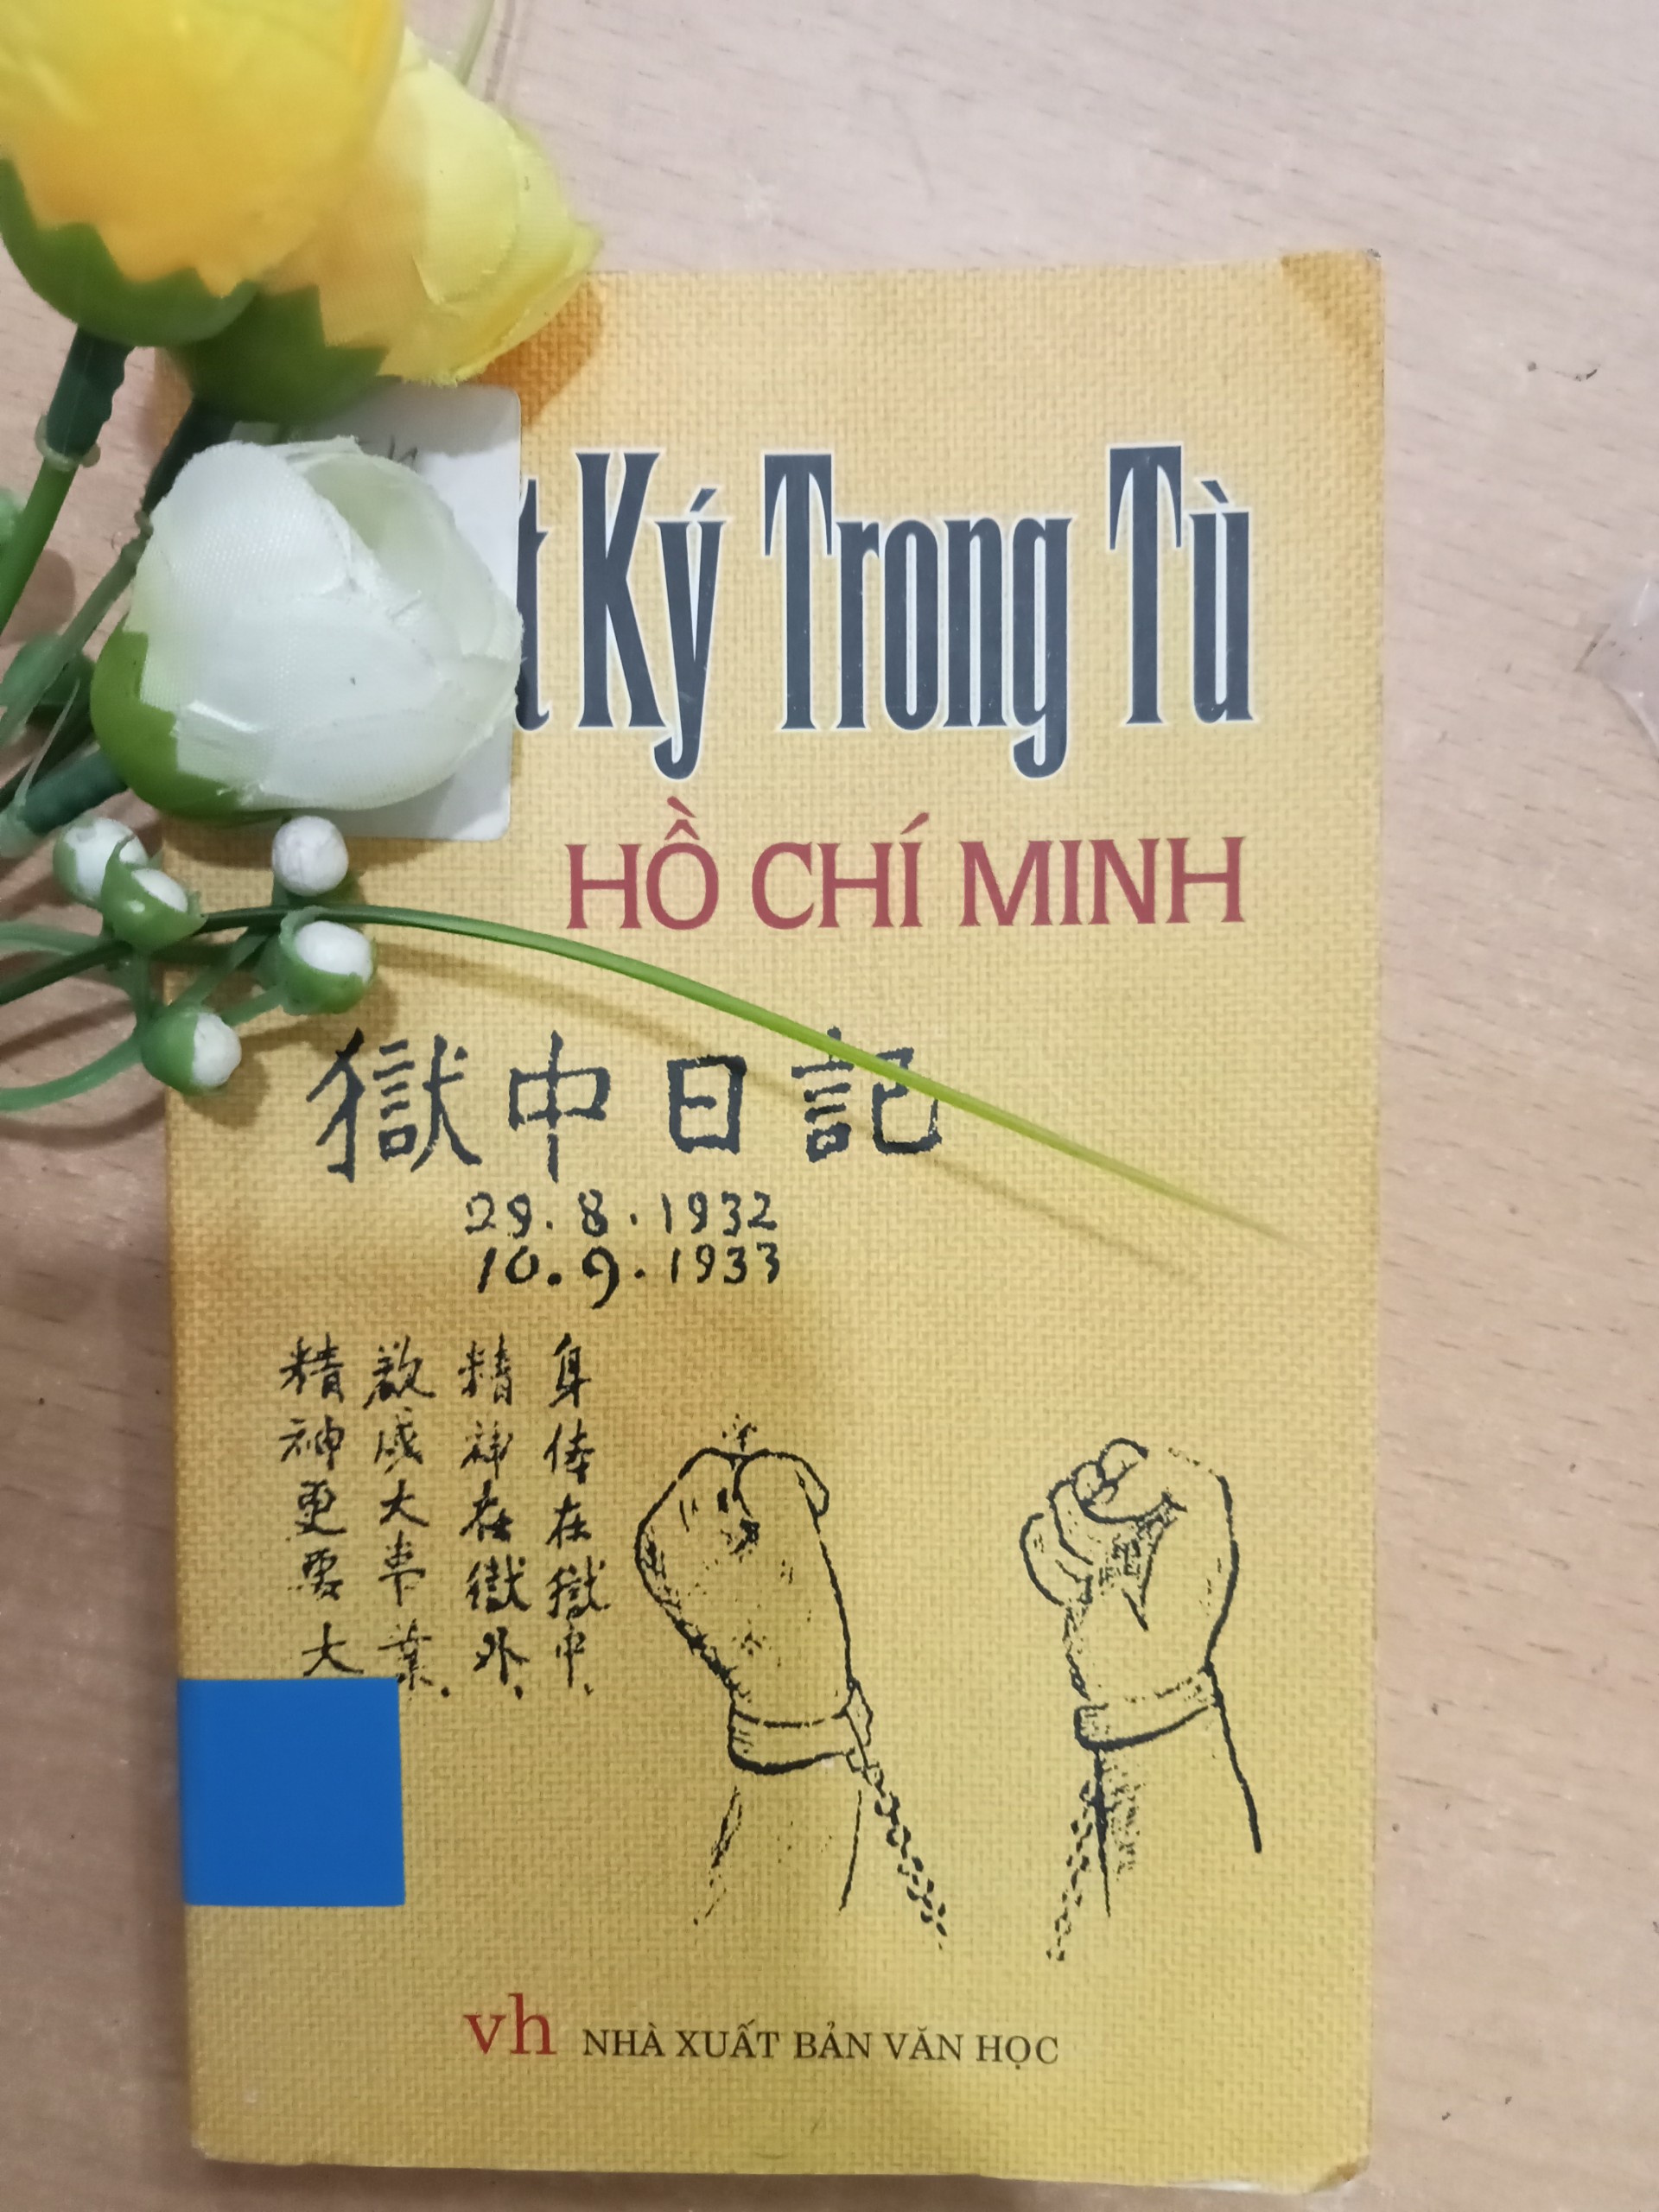 t Ký Trong Tù
HỒ CHÍ MINH
獄中日記
29.8.1932
10.9.1933
身体在獄中
精神在獄外
欲成大事業
精神更要大
vh NHÀ XUẤT BẢN VĂN HỌC